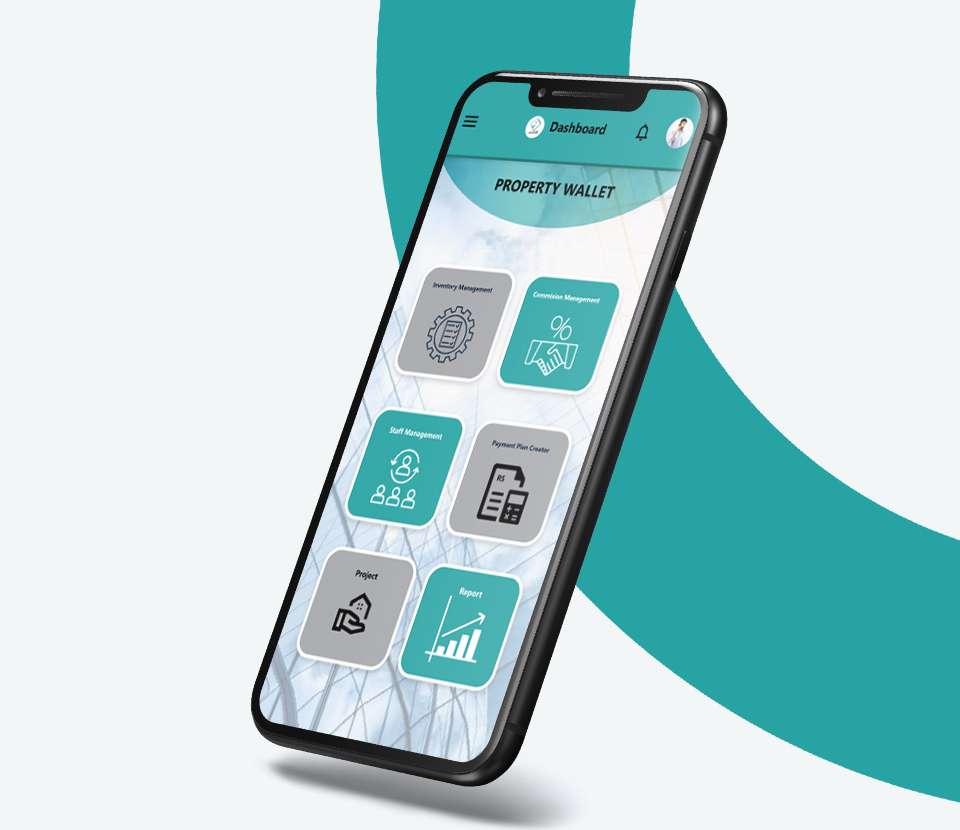 Dashboard
PROPERTY WALLET
Inventory Management
Commision Management
Staff Management
Payment Plan Creator
RS
Project
Report